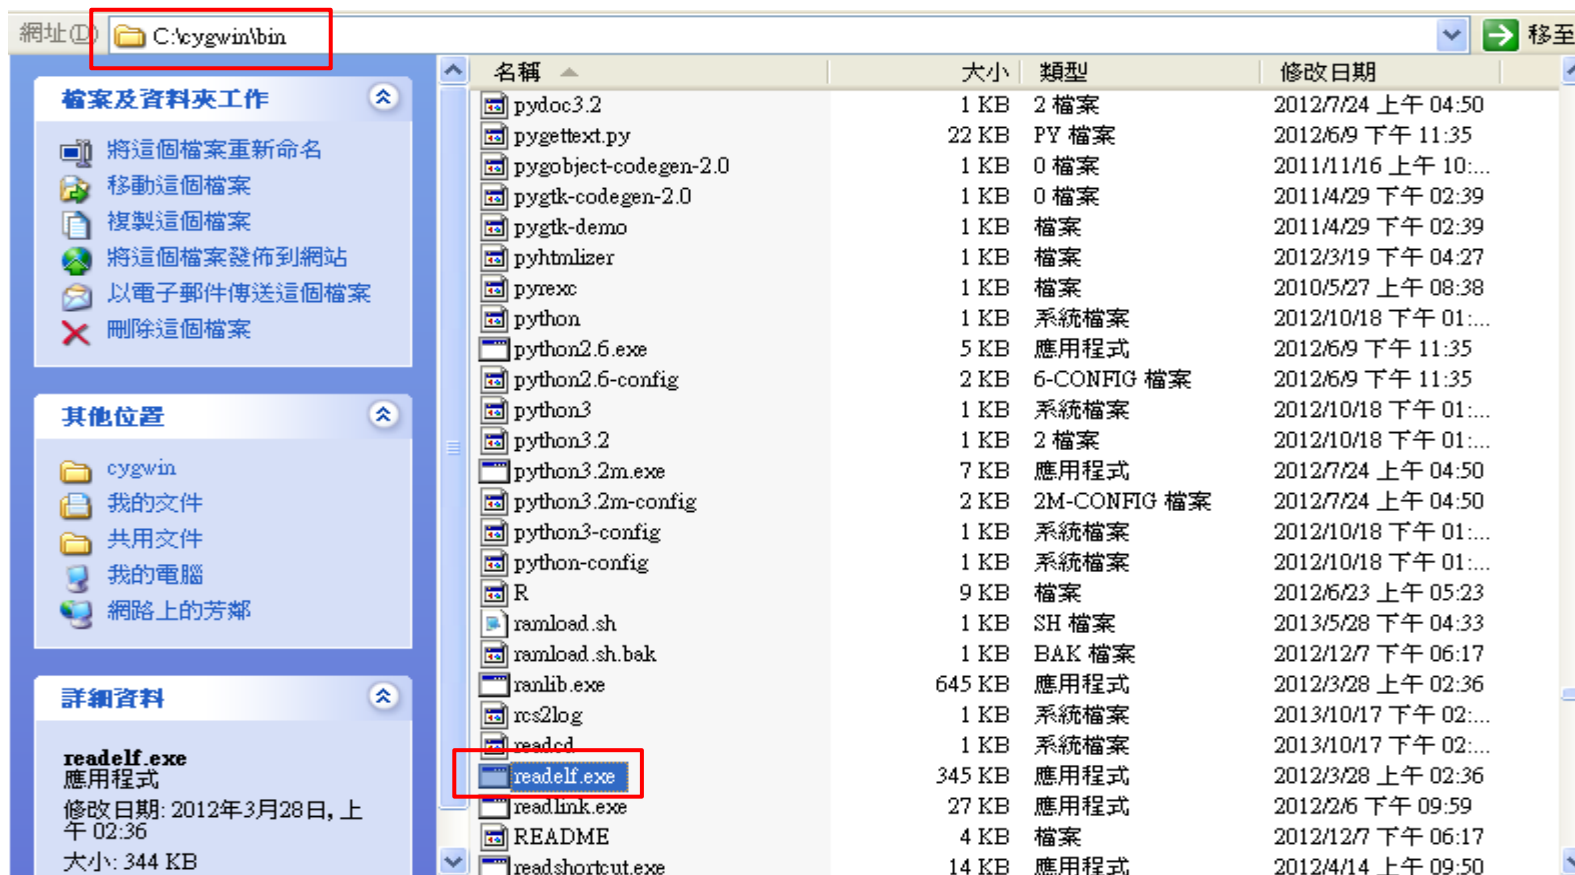 網址(D) C:\cygwin\bin 移至
檔案及資料夾工作
將這個檔案重新命名
移動這個檔案
複製這個檔案
將這個檔案發佈到網站
以電子郵件傳送這個檔案
刪除這個檔案
其他位置
cygwin
我的文件
共用文件
我的電腦
網路上的芳鄰
詳細資料
readelf.exe
應用程式
修改日期: 2012年3月28日, 上
午 02:36
大小: 344 KB
名稱 大小 類型 修改日期
pydoc3.2 1 KB 2 檔案 2012/7/24 上午 04:50
pygettext.py 22 KB PY 檔案 2012/6/9 下午 11:35
pygobject-codegen-2.0 1 KB 0 檔案 2011/11/16 上午 10:...
pygtk-codegen-2.0 1 KB 0 檔案 2011/4/29 下午 02:39
pygtk-demo 1 KB 檔案 2011/4/29 下午 02:39
pyhtmlizer 1 KB 檔案 2012/3/19 下午 04:27
pyrexc 1 KB 檔案 2010/5/27 上午 08:38
python 1 KB 系統檔案 2012/10/18 下午 01:...
python2.6.exe 5 KB 應用程式 2012/6/9 下午 11:35
python2.6-config 2 KB 6-CONFIG 檔案 2012/6/9 下午 11:35
python3 1 KB 系統檔案 2012/10/18 下午 01:...
python3.2 1 KB 2 檔案 2012/10/18 下午 01:...
python3.2m.exe 7 KB 應用程式 2012/7/24 上午 04:50
python3.2m-config 2 KB 2M-CONFIG 檔案 2012/7/24 上午 04:50
python3-config 1 KB 系統檔案 2012/10/18 下午 01:...
python-config 1 KB 系統檔案 2012/10/18 下午 01:...
R 9 KB 檔案 2012/6/23 上午 05:23
ramload.sh 1 KB SH 檔案 2013/5/28 下午 04:33
ramload.sh.bak 1 KB BAK 檔案 2012/12/7 下午 06:17
ranlib.exe 645 KB 應用程式 2012/3/28 上午 02:36
rcs2log 1 KB 系統檔案 2013/10/17 下午 02:...
readcd 1 KB 系統檔案 2013/10/17 下午 02:...
readelf.exe 345 KB 應用程式 2012/3/28 上午 02:36
readlink.exe 27 KB 應用程式 2012/2/6 下午 09:59
README 4 KB 檔案 2012/12/7 下午 06:17
readshortcut.exe 14 KB 應用程式 2012/4/14 上午 09:50